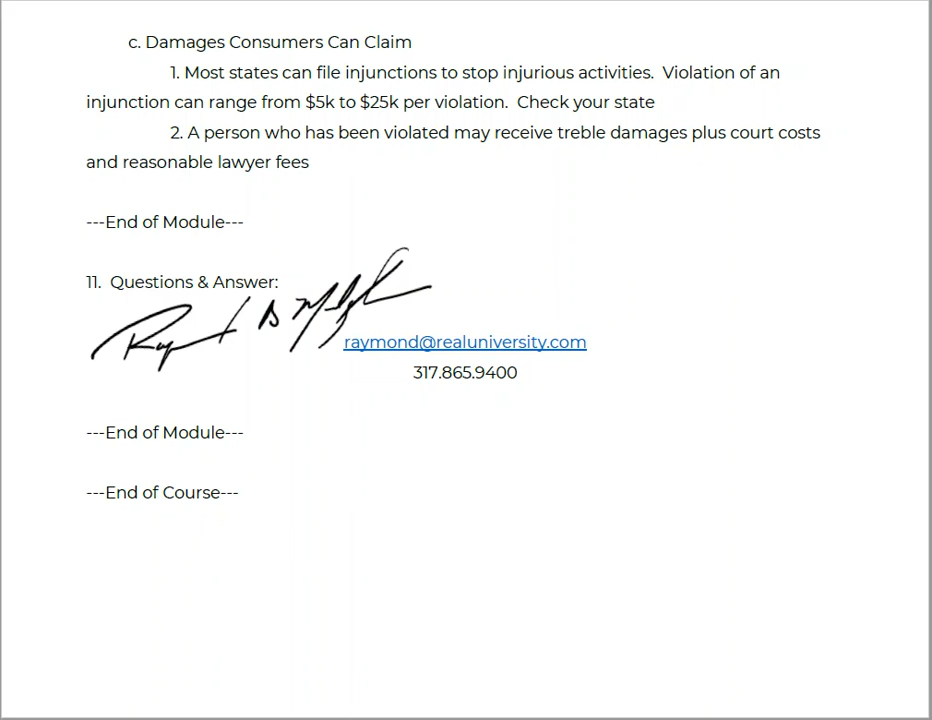 c. Damages Consumers Can Claim
1. Most states can file injunctions to stop injurious activities.  Violation of an
injunction can range from $5k to $25k per violation.  Check your state
2. A person who has been violated may receive treble damages plus court costs
and reasonable lawyer fees
---End of Module---
11.  Questions & Answer:
raymond@realuniversity.com
317.865.9400
---End of Module---
---End of Course---